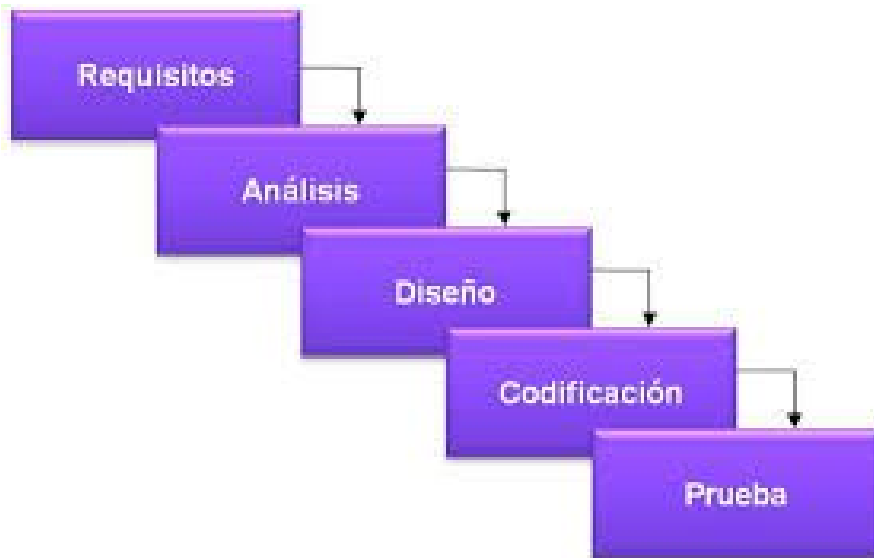 Requisitos
Análisis
Diseño
Codificación
Prueba